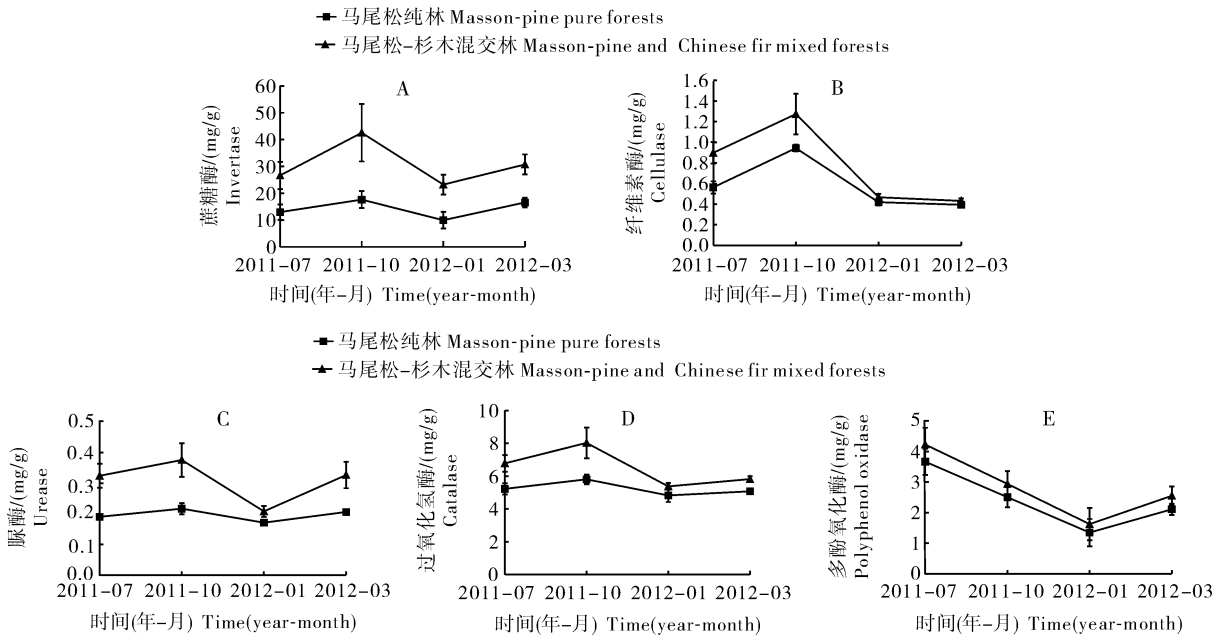 马尾松纯林 Masson-pine pure forests
马尾松-杉木混交林 Masson-pine and Chinese fir mixed forests
A
蔗糖酶/(mg/g)
Invertase
60
50
40
30
20
10
0
2011-07 2011-10 2012-01 2012-03
时间(年-月) Time(year-month)
B
纤维素酶/(mg/g)
Cellulase
1.6
1.4
1.2
1.0
0.8
0.6
0.4
0.2
0.0
2011-07 2011-10 2012-01 2012-03
时间(年-月) Time(year-month)
马尾松纯林 Masson-pine pure forests
马尾松-杉木混交林 Masson-pine and Chinese fir mixed forests
C
脲酶/(mg/g)
Urease
0.5
0.4
0.3
0.2
0.1
0.0
2011-07 2011-10 2012-01 2012-03
时间(年-月) Time(year-month)
D
过氧化氢酶/(mg/g)
Catalase
10
8
6
4
2
0
2011-07 2011-10 2012-01 2012-03
时间(年-月) Time(year-month)
E
多酚氧化酶/(mg/g)
Polyphenol oxidase
5
4
3
2
1
0
2011-07 2011-10 2012-01 2012-03
时间(年-月) Time(year-month)